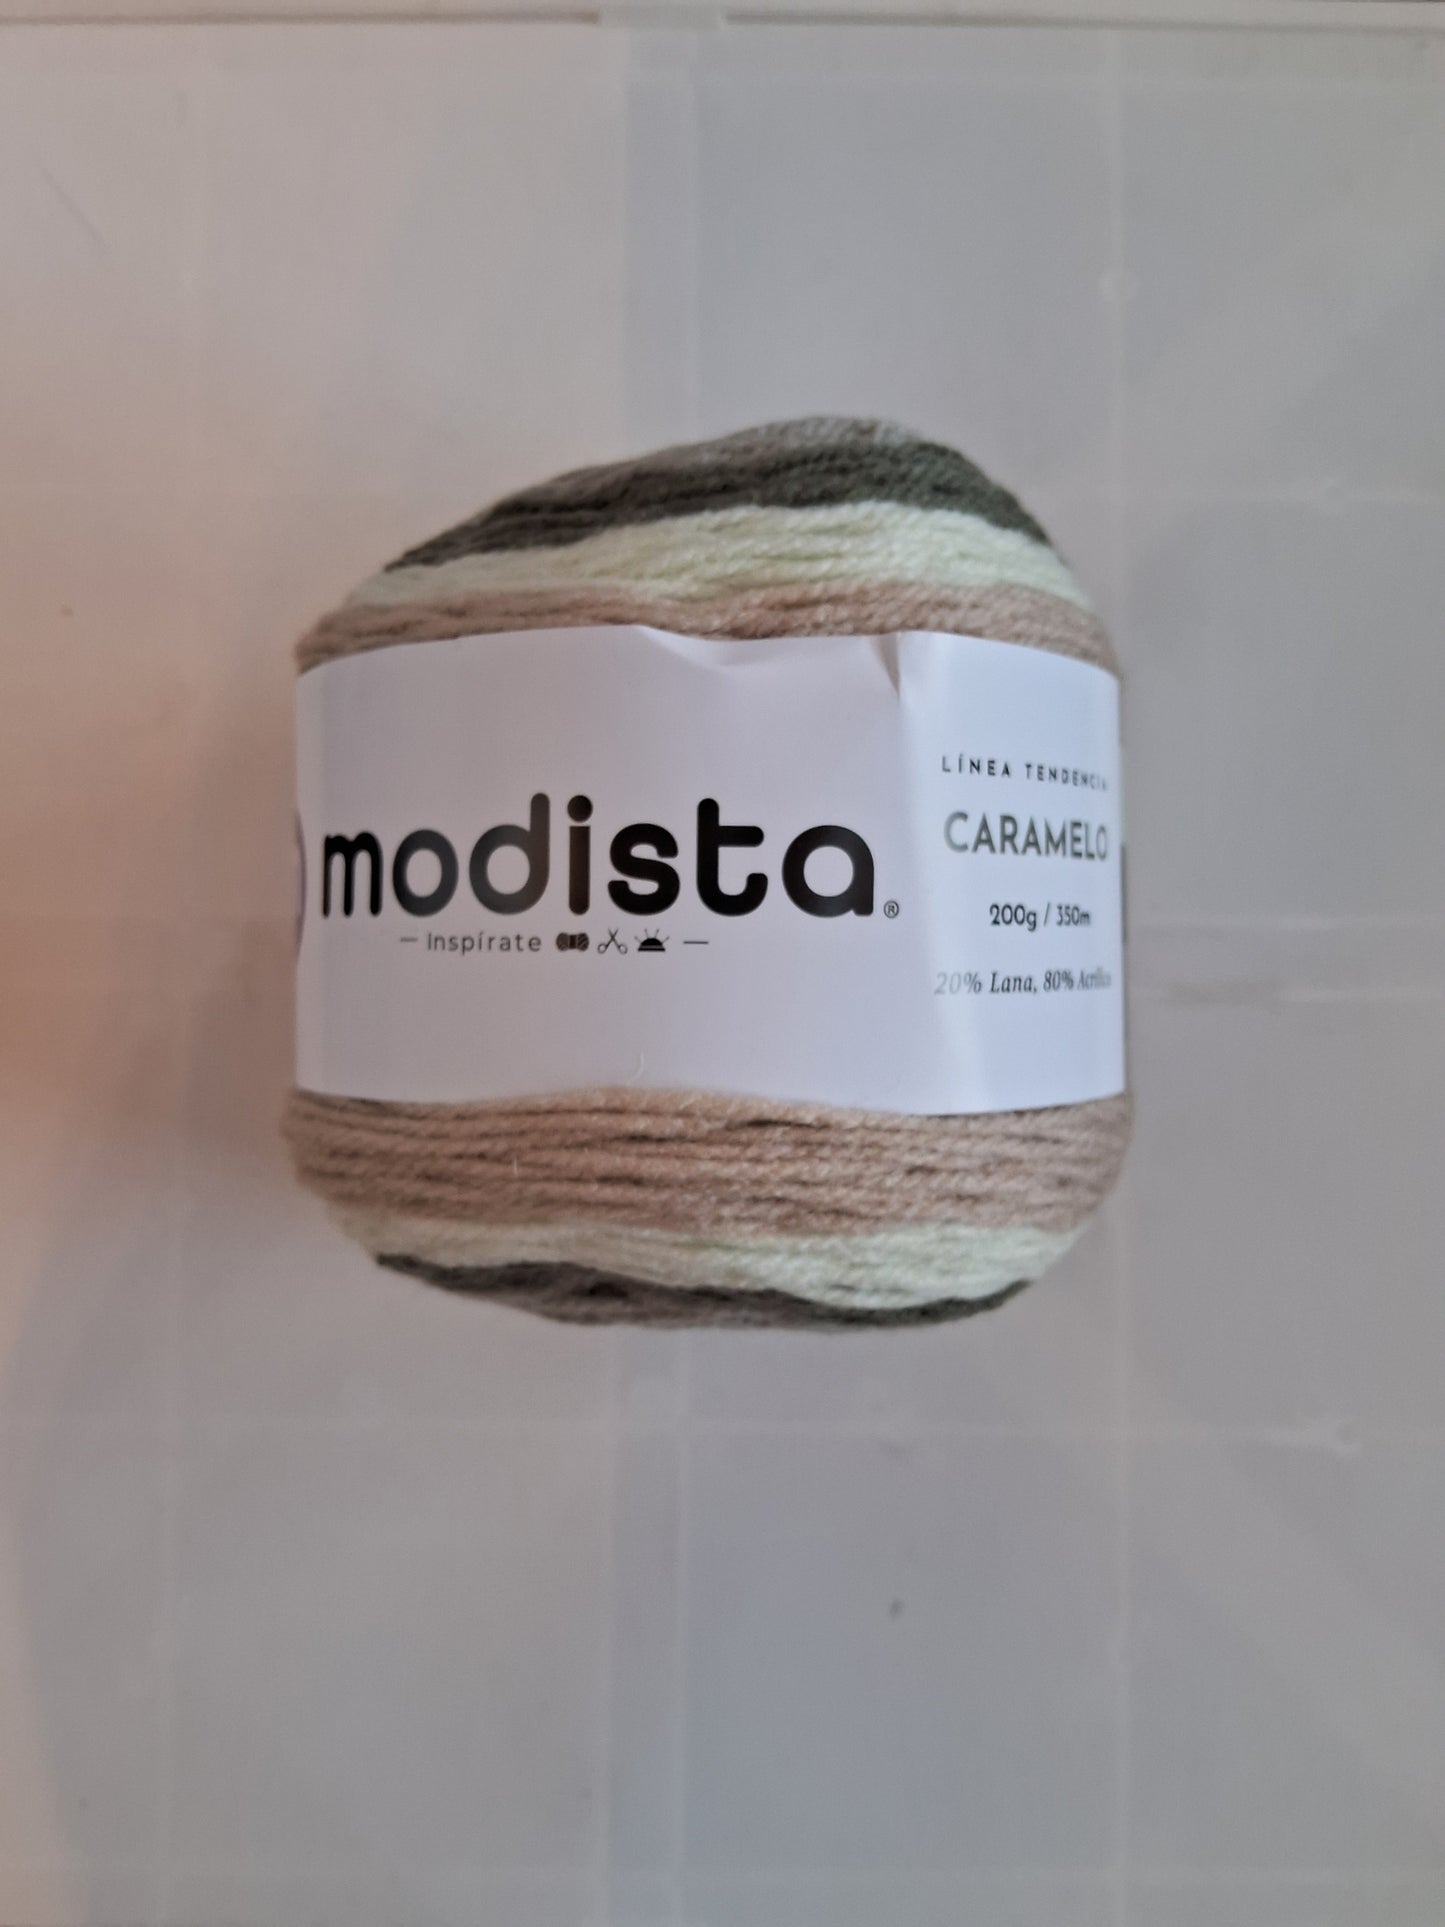 modista®
— Inspírate —
LÍNEA TENDENCIA
CARAMELO
200g / 350m
20% Lana, 80% Acrílico